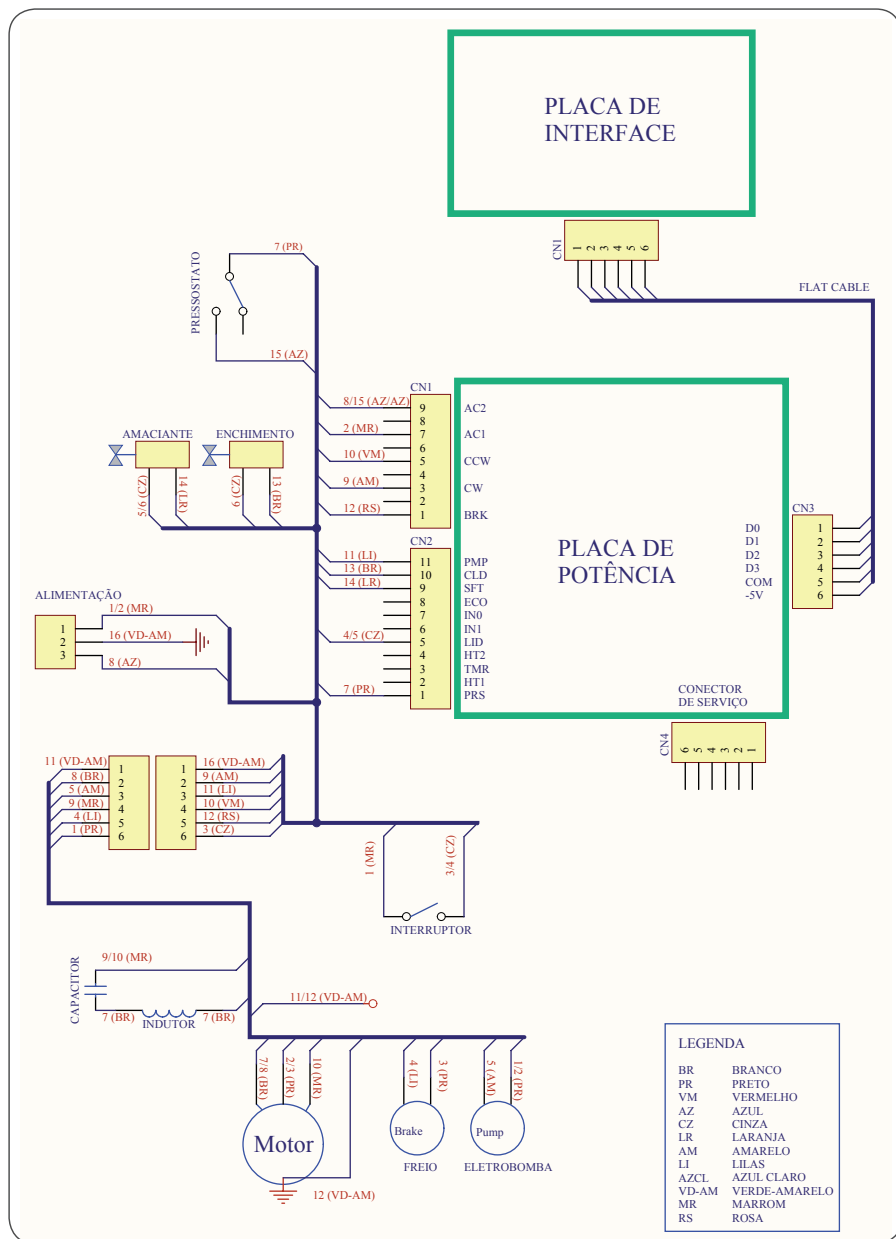 PLACA DE
INTERFACE
CN1
1
2
3
4
5
6
FLAT CABLE
7 (PR)
PRESSOSTATO
15 (AZ)
AMACIANTE
ENCHIMENTO
5/6 (CZ)
14 (LR)
6 (CZ)
13 (BR)
CN1
8/15 (AZ/AZ) 9 AC2
8
2 (MR) 7 AC1
6
10 (VM) 5 CCW
4
9 (AM) 3 CW
2
12 (RS) 1 BRK
CN2
11 (LI) 11 PMP
13 (BR) 10 CLD
14 (LR) 9 SFT
8 ECO
7 IN0
6 IN1
4/5 (CZ) 5 LID
4 HT2
3 TMR
2 HT1
7 (PR) 1 PRS
PLACA DE
POTÊNCIA
CN3
D0 1
D1 2
D2 3
D3 4
COM 5
-5V 6
CONECTOR
DE SERVIÇO
CN4
6
5
4
3
2
1
ALIMENTAÇÃO
1/2 (MR)
1
2 16 (VD-AM)
3
8 (AZ)
11 (VD-AM) 1 1 16 (VD-AM)
8 (BR) 2 2 9 (AM)
5 (AM) 3 3 11 (LI)
9 (MR) 4 4 10 (VM)
4 (LI) 5 5 12 (RS)
1 (PR) 6 6 3 (CZ)
1 (MR)
3/4 (CZ)
INTERRUPTOR
9/10 (MR)
CAPACITOR
7 (BR)
INDUTOR
7 (BR)
11/12 (VD-AM)
7/8 (BR)
2/3 (PR)
10 (MR)
4 (LI)
3 (PR)
5 (AM)
1/2 (PR)
Motor
Brake
Pump
FREIO
ELETROBOMBA
12 (VD-AM)
LEGENDA
BR BRANCO
PR PRETO
VM VERMELHO
AZ AZUL
CZ CINZA
LR LARANJA
AM AMARELO
LI LILAS
AZCL AZUL CLARO
VD-AM VERDE-AMARELO
MR MARROM
RS ROSA